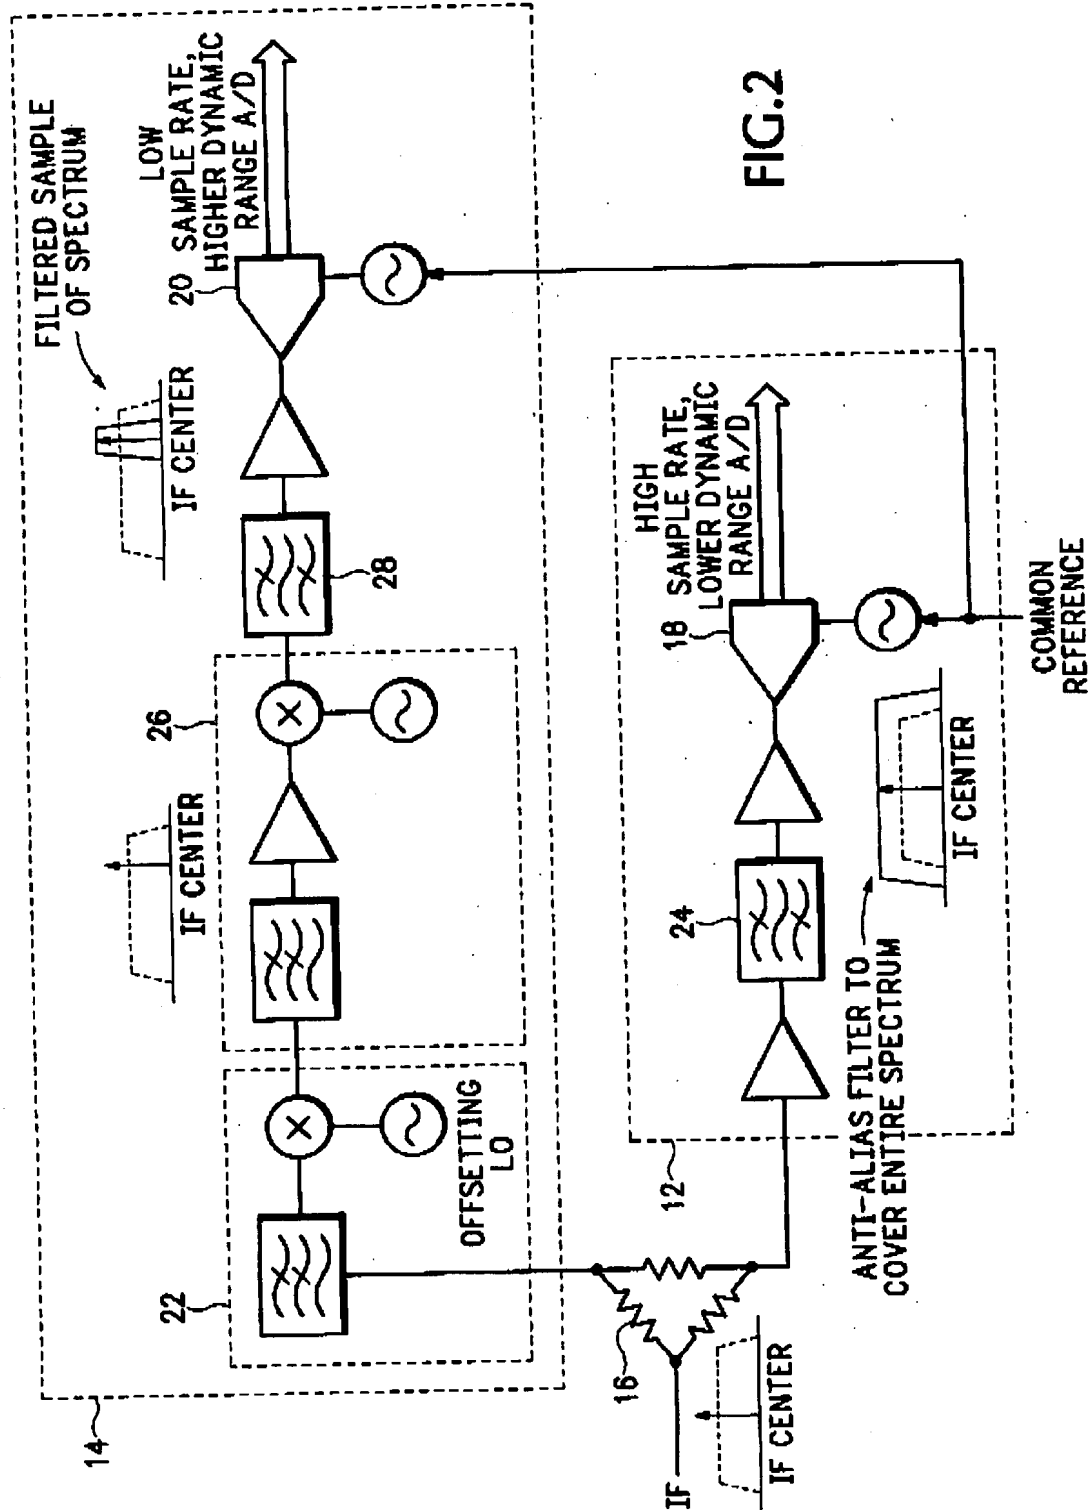 FILTERED SAMPLE
OF SPECTRUM
LOW
SAMPLE RATE,
HIGHER DYNAMIC
RANGE A/D
20
IF CENTER
28
26
IF CENTER
22
OFFSETTING
LO
14
16
IF
IF CENTER
12
24
18
HIGH
SAMPLE RATE,
LOWER DYNAMIC
RANGE A/D
ANTI-ALIAS FILTER TO
COVER ENTIRE SPECTRUM
IF CENTER
COMMON
REFERENCE
FIG.2